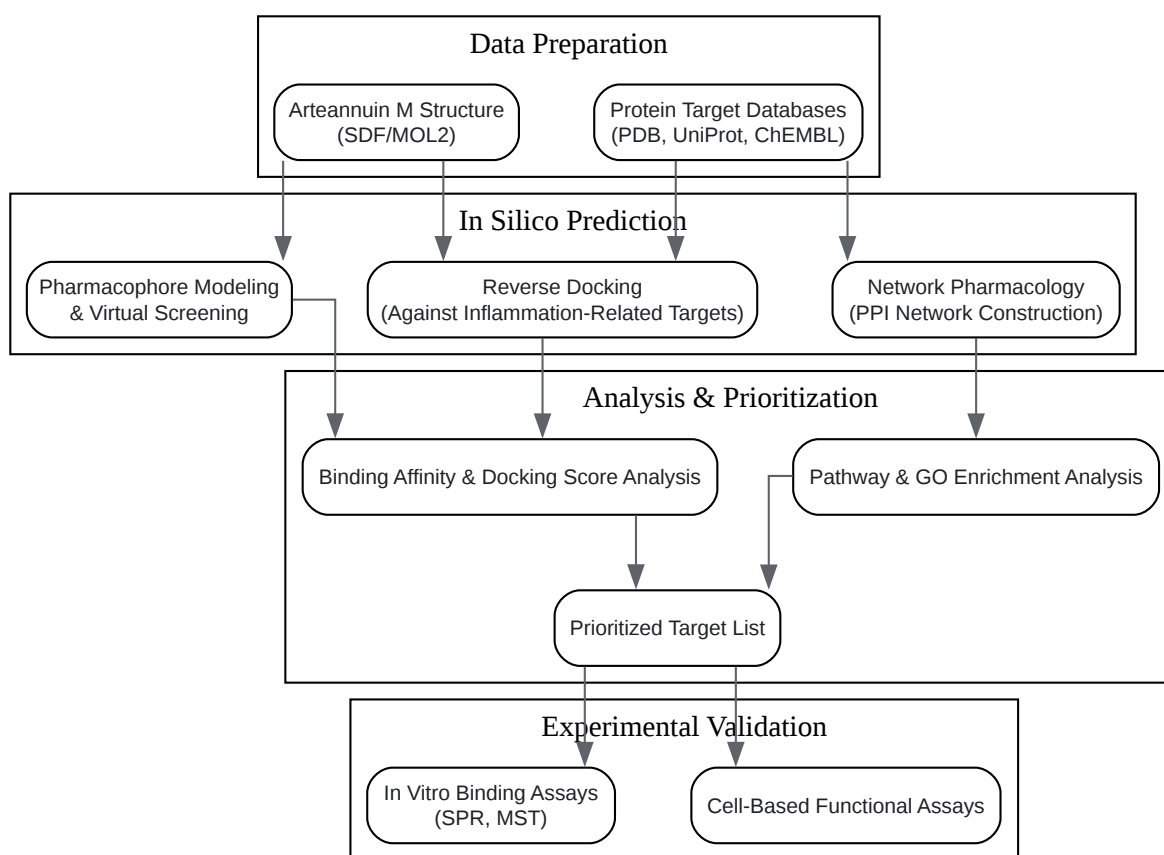 Data Preparation
Arteannuin M Structure
(SDF/MOL2)
Protein Target Databases
(PDB, UniProt, ChEMBL)
In Silico Prediction
Pharmacophore Modeling
& Virtual Screening
Reverse Docking
(Against Inflammation-Related Targets)
Network Pharmacology
(PPI Network Construction)
Analysis & Prioritization
Binding Affinity & Docking Score Analysis
Pathway & GO Enrichment Analysis
Prioritized Target List
Experimental Validation
In Vitro Binding Assays
(SPR, MST)
Cell-Based Functional Assays